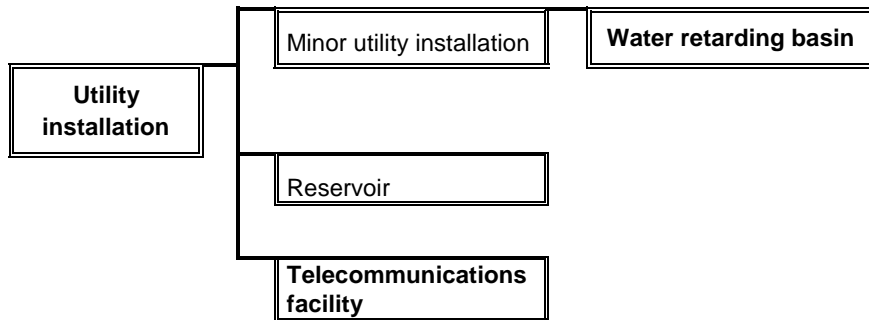 Minor utility installation
Water retarding basin
Utility
installation
Reservoir
Telecommunications
facility